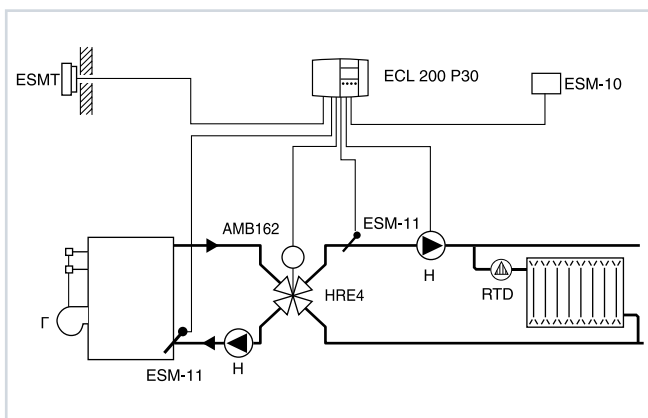 ESMT
ECL 200 P30
ESM-10
AMB162
ESM-11
HRE4
H
RTD
Г
ESM-11
H